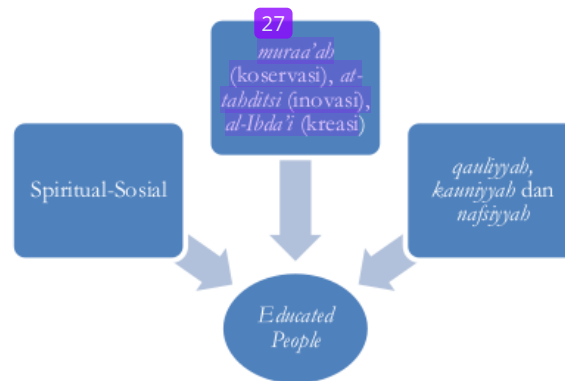 27
muraa'ah
(koservasi), at-
tahditsi (inovasi),
al-Ibda'i (kreasi)
Spiritual-Sosial
qauliyyah,
kauniyyah dan
nafsiyyah
Educated
People